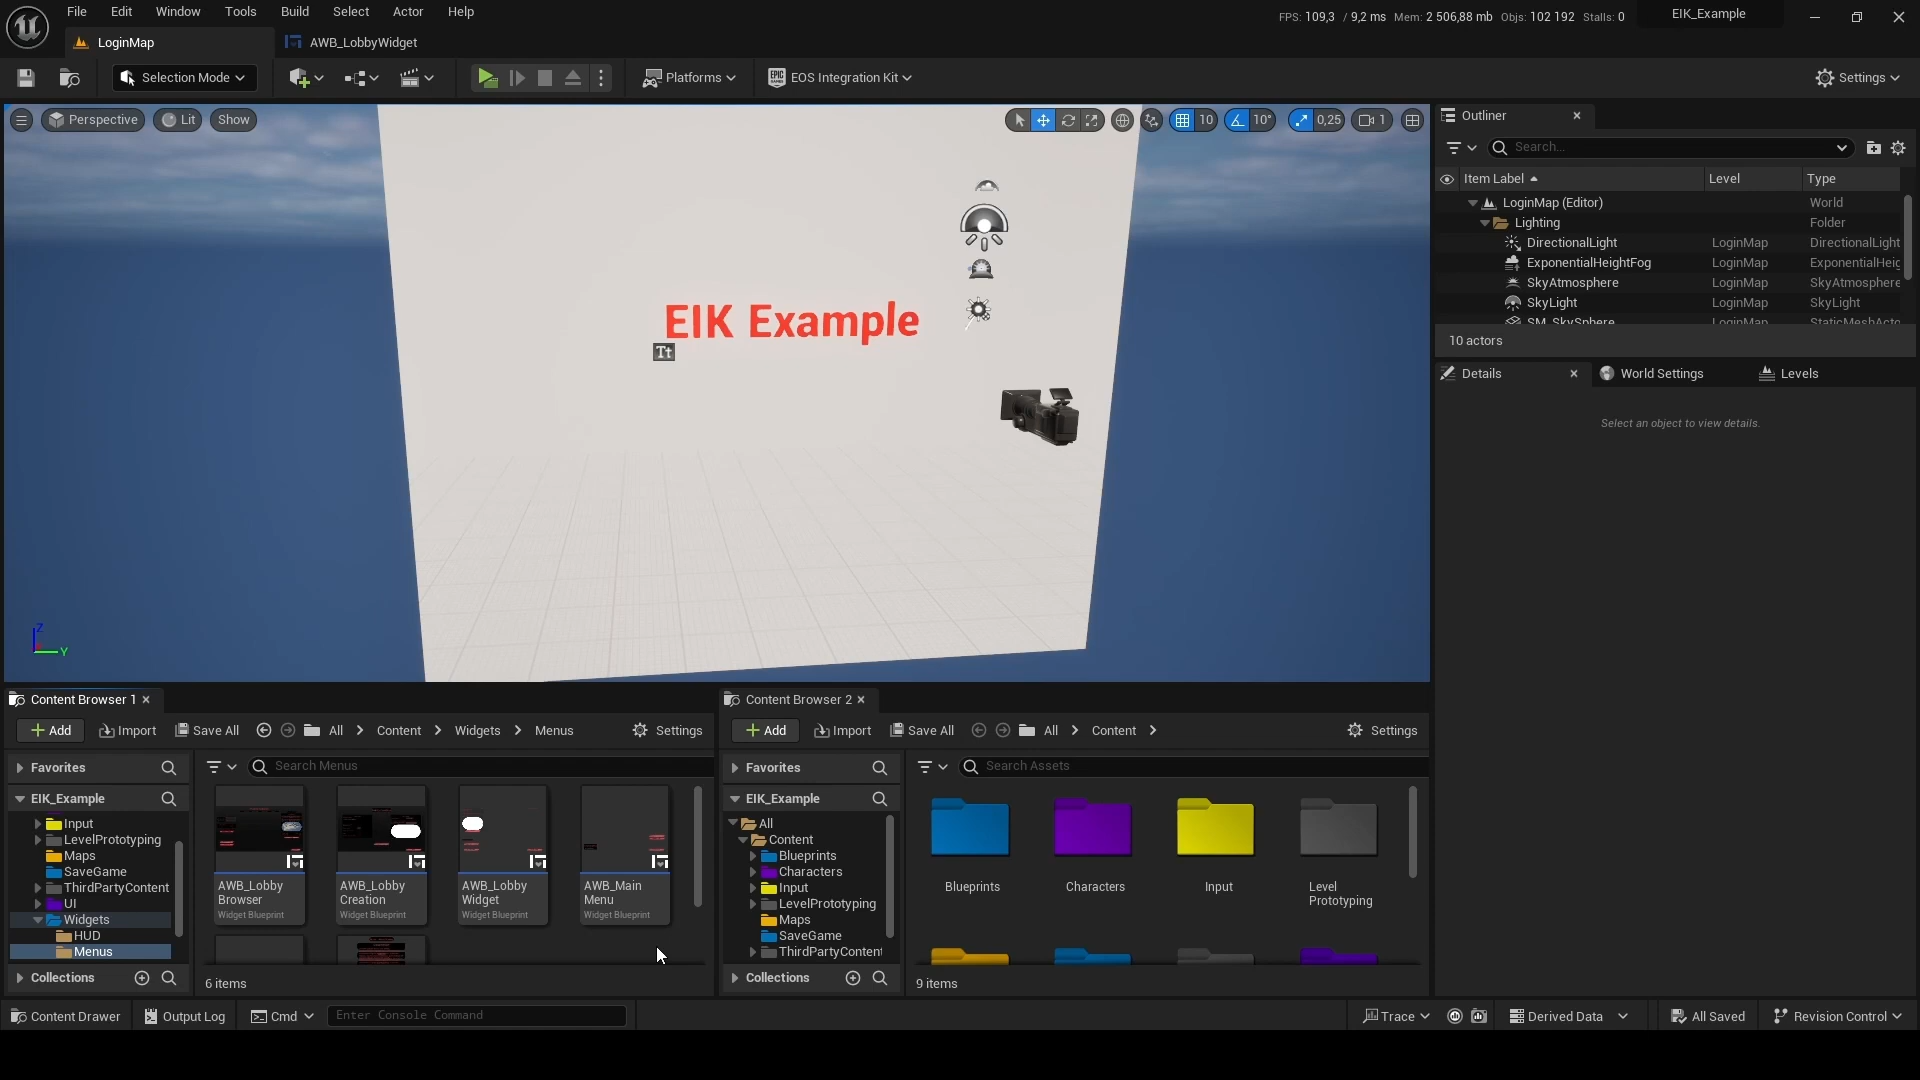 File Edit Window Tools Build Select Actor Help
FPS: 109,3 / 9,2 ms Mem: 2 506,88 mb Objs: 102 192 Stalls: 0
EIK_Example
LoginMap
AWB_LobbyWidget
Selection Mode
Platforms
EOS Integration Kit
Settings
Perspective Lit Show
10 10° 0,25 1
EIK Example
Tt
Z
Y
Outliner
Search...
Item Label Level Type
LoginMap (Editor) World
Lighting Folder
DirectionalLight LoginMap DirectionalLight
ExponentialHeightFog LoginMap ExponentialHeig
SkyAtmosphere LoginMap SkyAtmosphere
SkyLight LoginMap SkyLight
SM_SkySphere LoginMap StaticMeshActo
10 actors
Details World Settings Levels
Select an object to view details.
Content Browser 1
Add Import Save All All Content Widgets Menus Settings
Favorites
Search Menus
EIK_Example
Input
LevelPrototyping
Maps
SaveGame
ThirdPartyContent
UI
Widgets
HUD
Menus
Collections
AWB_Lobby
Browser
Widget Blueprint
AWB_Lobby
Creation
Widget Blueprint
AWB_Lobby
Widget
Widget Blueprint
AWB_Main
Menu
Widget Blueprint
6 items
Content Browser 2
Add Import Save All All Content Settings
Favorites
Search Assets
EIK_Example
All
Content
Blueprints
Characters
Input
LevelPrototyping
Maps
SaveGame
ThirdPartyContent
Collections
Blueprints
Characters
Input
Level
Prototyping
9 items
Content Drawer Output Log Cmd Enter Console Command
Trace Derived Data All Saved Revision Control